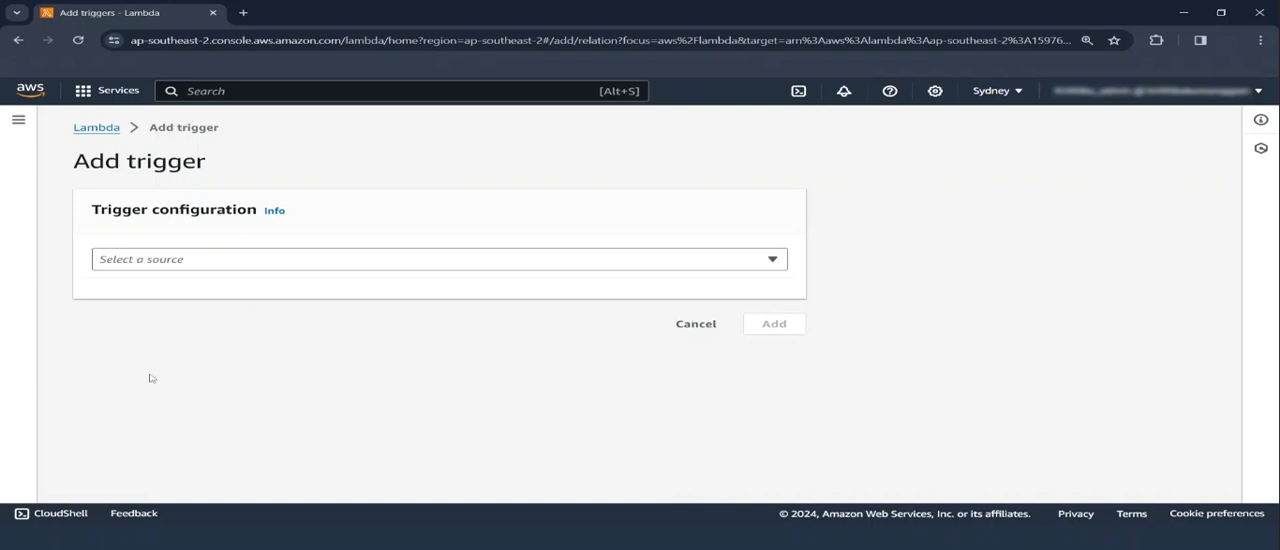 Add triggers - Lambda
ap-southeast-2.console.aws.amazon.com/lambda/home?region=ap-southeast-2#/add/relation?focus=aws%2Flambda&target=arn%3Aaws%3Alambda%3Aap-southeast-2%3A15976...
aws Services Search [Alt+S] Sydney
Lambda > Add trigger
Add trigger
Trigger configuration Info
Select a source
Cancel Add
CloudShell Feedback © 2024, Amazon Web Services, Inc. or its affiliates. Privacy Terms Cookie preferences